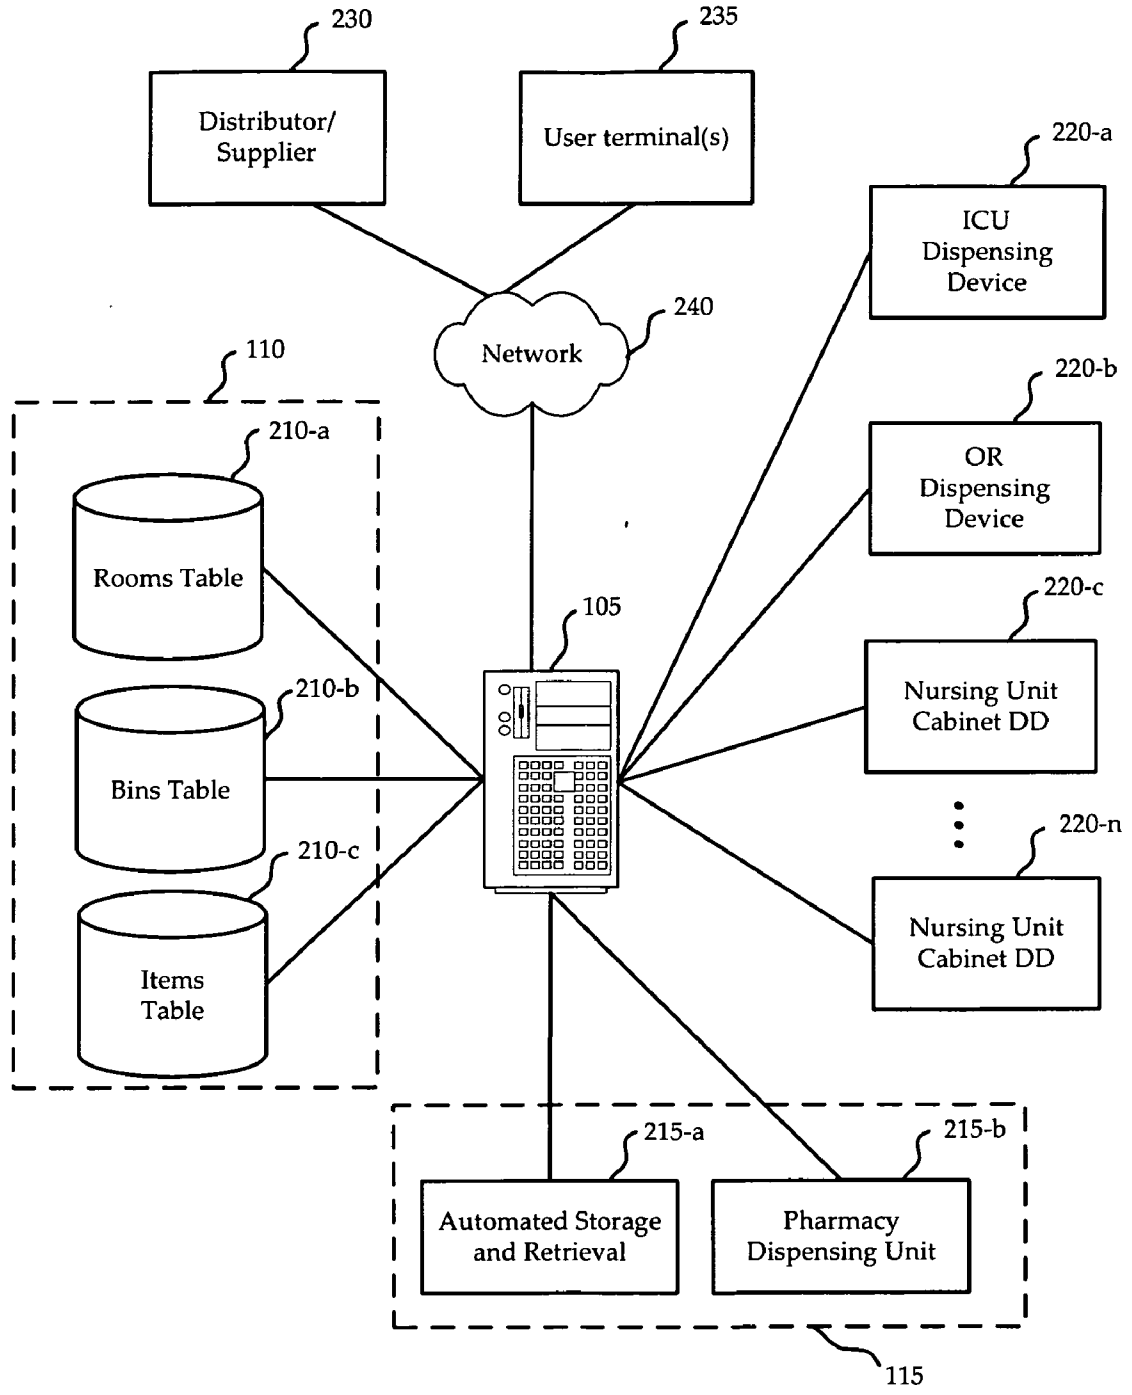 230
235
Distributor/
Supplier
User terminal(s)
220-a
ICU
Dispensing
Device
240
Network
110
220-b
210-a
OR
Dispensing
Device
Rooms Table
105
220-c
210-b
Nursing Unit
Cabinet DD
Bins Table
220-n
210-c
Nursing Unit
Cabinet DD
Items
Table
215-a
215-b
Automated Storage
and Retrieval
Pharmacy
Dispensing Unit
115